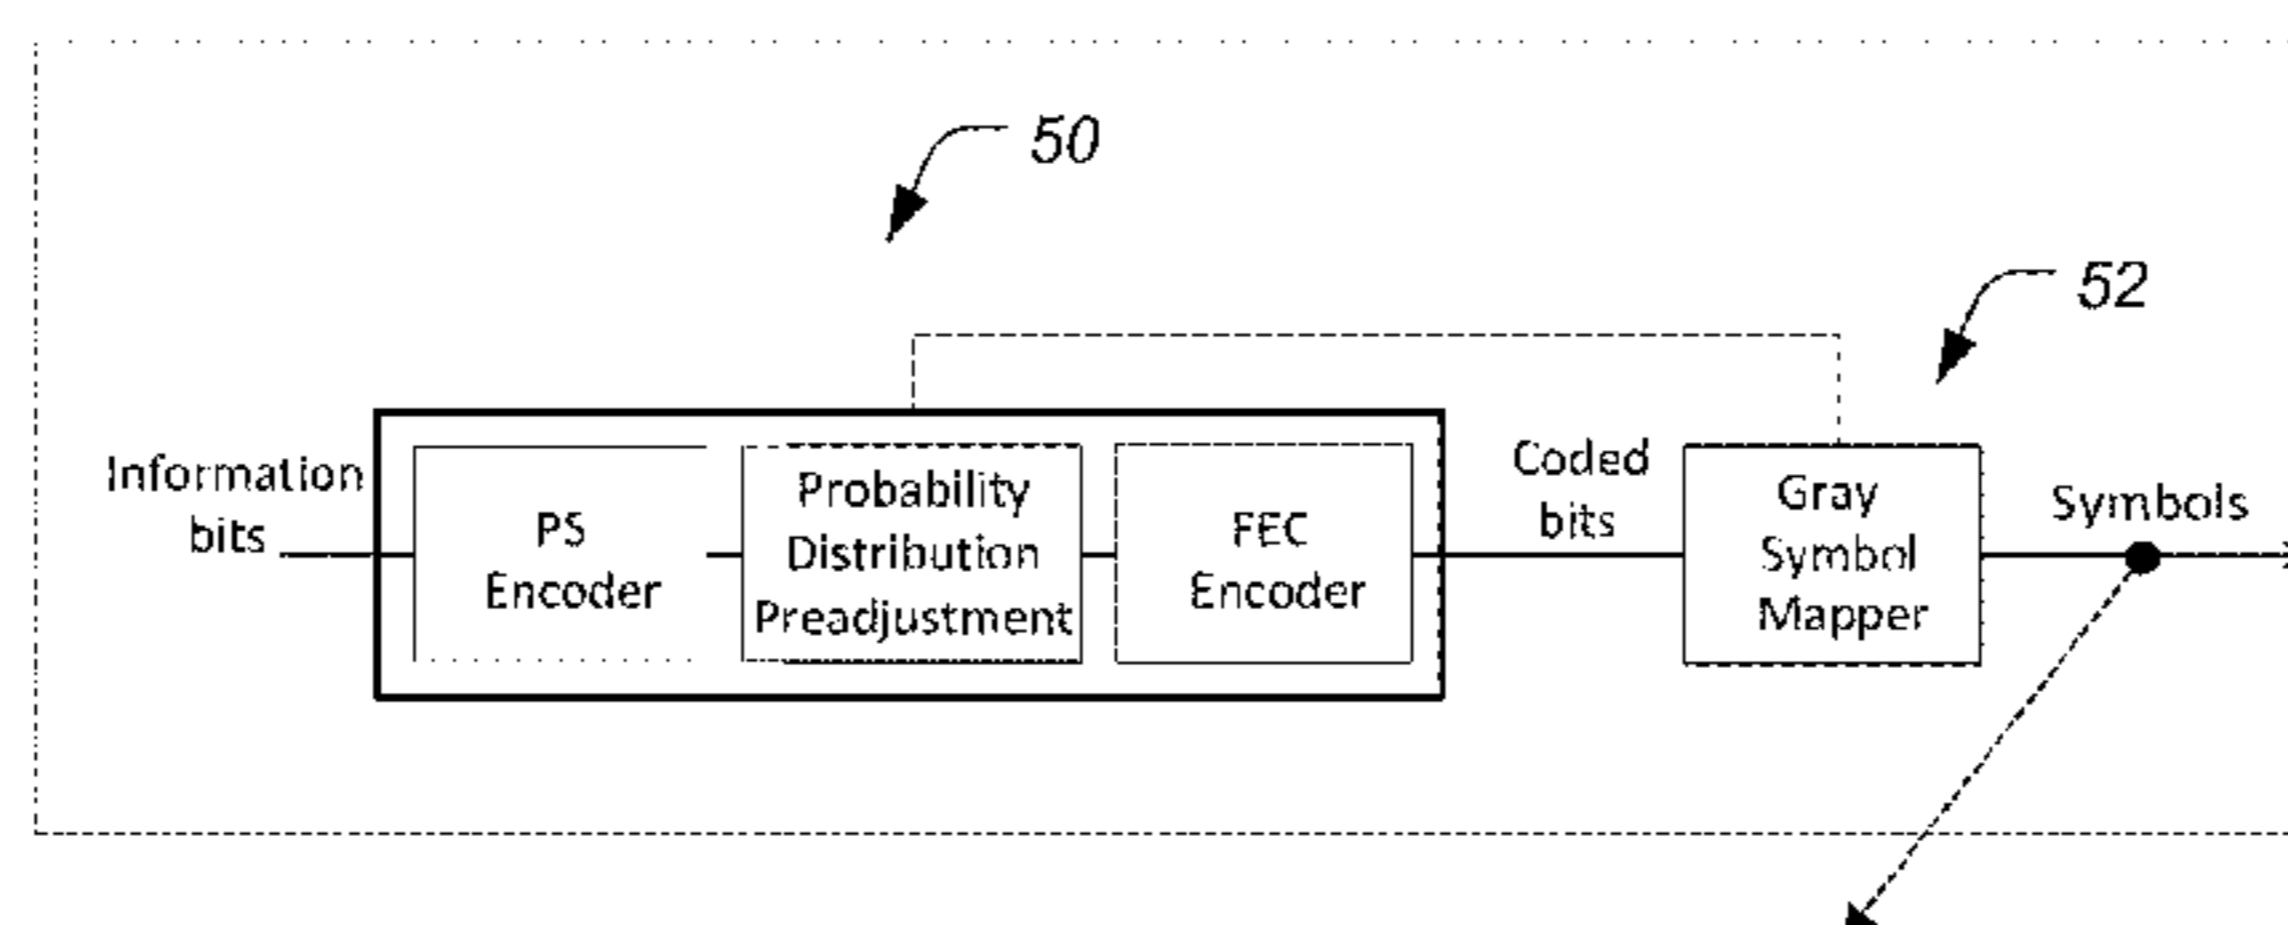 50
52
Information
bits
PS
Encoder
Probability
Distribution
Preadjustment
FEC
Encoder
Coded
bits
Gray
Symbol
Mapper
Symbols